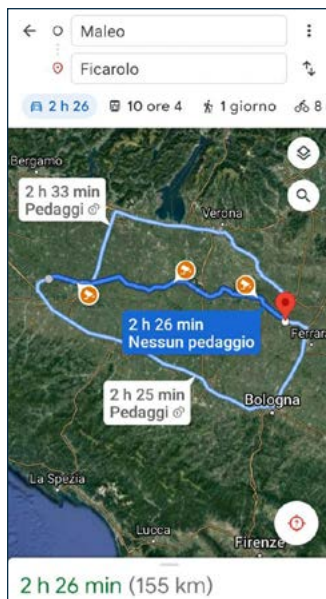 Maleo
Ficarolo
2 h 26
10 ore 4
1 giorno
8
Bergamo
2 h 33 min
Pedaggi
Verona
2 h 26 min
Nessun pedaggio
Ferrara
2 h 25 min
Pedaggi
Bologna
La Spezia
Lucca
Firenze
2 h 26 min (155 km)